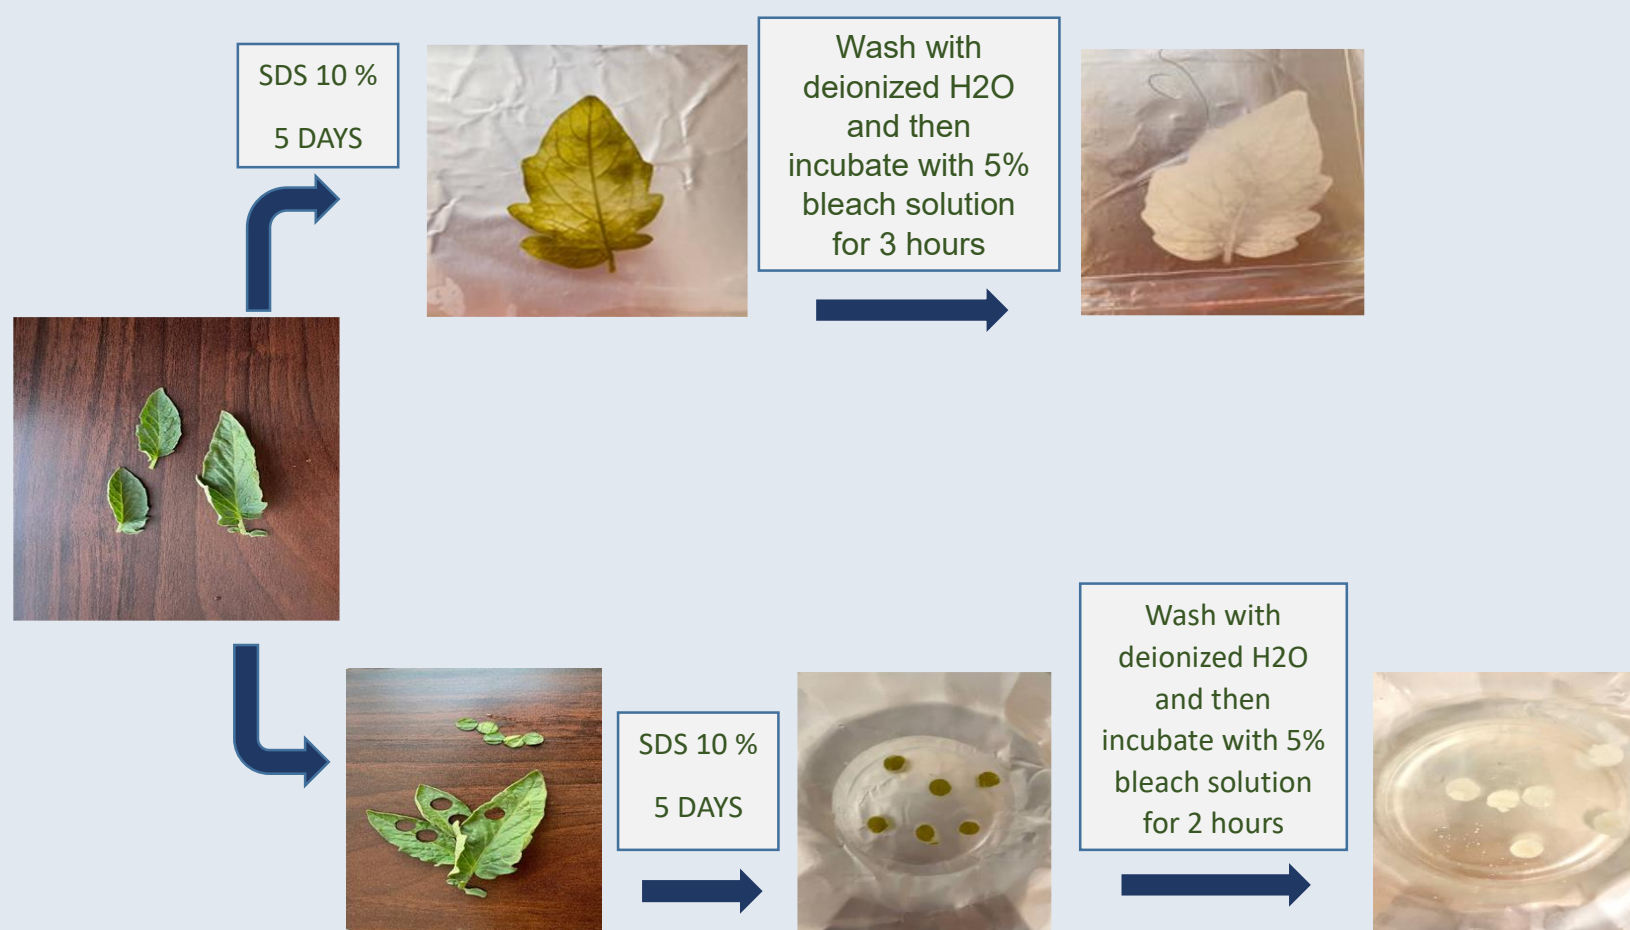 SDS 10 %
5 DAYS
Wash with
deionized H2O
and then
incubate with 5%
bleach solution
for 3 hours
SDS 10 %
5 DAYS
Wash with
deionized H2O
and then
incubate with 5%
bleach solution
for 2 hours